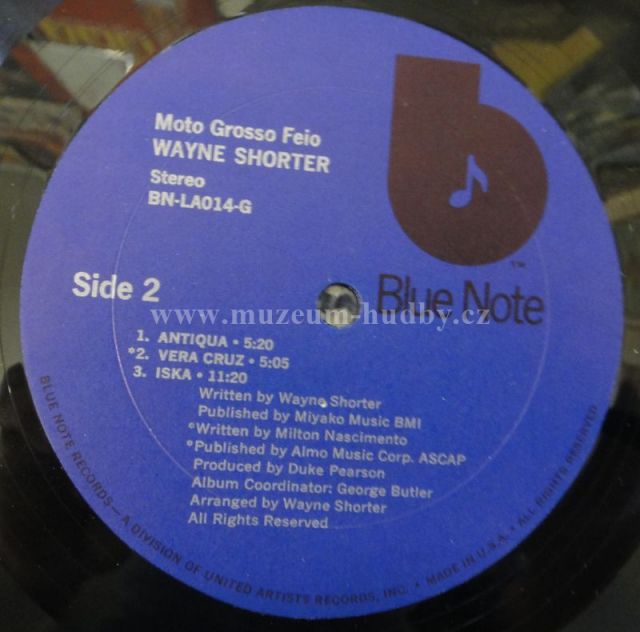 Moto Grosso Feio
WAYNE SHORTER
Stereo
BN-LA014-G
Blue Note
TM
Side 2
www.muzeum-hudby.cz
1. ANTIQUA • 5:20
*2. VERA CRUZ • 5:05
3. ISKA • 11:20
Written by Wayne Shorter
Published by Miyako Music BMI
*Written by Milton Nascimento
*Published by Almo Music Corp. ASCAP
Produced by Duke Pearson
Album Coordinator: George Butler
Arranged by Wayne Shorter
All Rights Reserved
BLUE NOTE RECORDS—A DIVISION OF UNITED ARTISTS RECORDS, INC. • MADE IN U.S.A. • ALL RIGHTS RESERVED